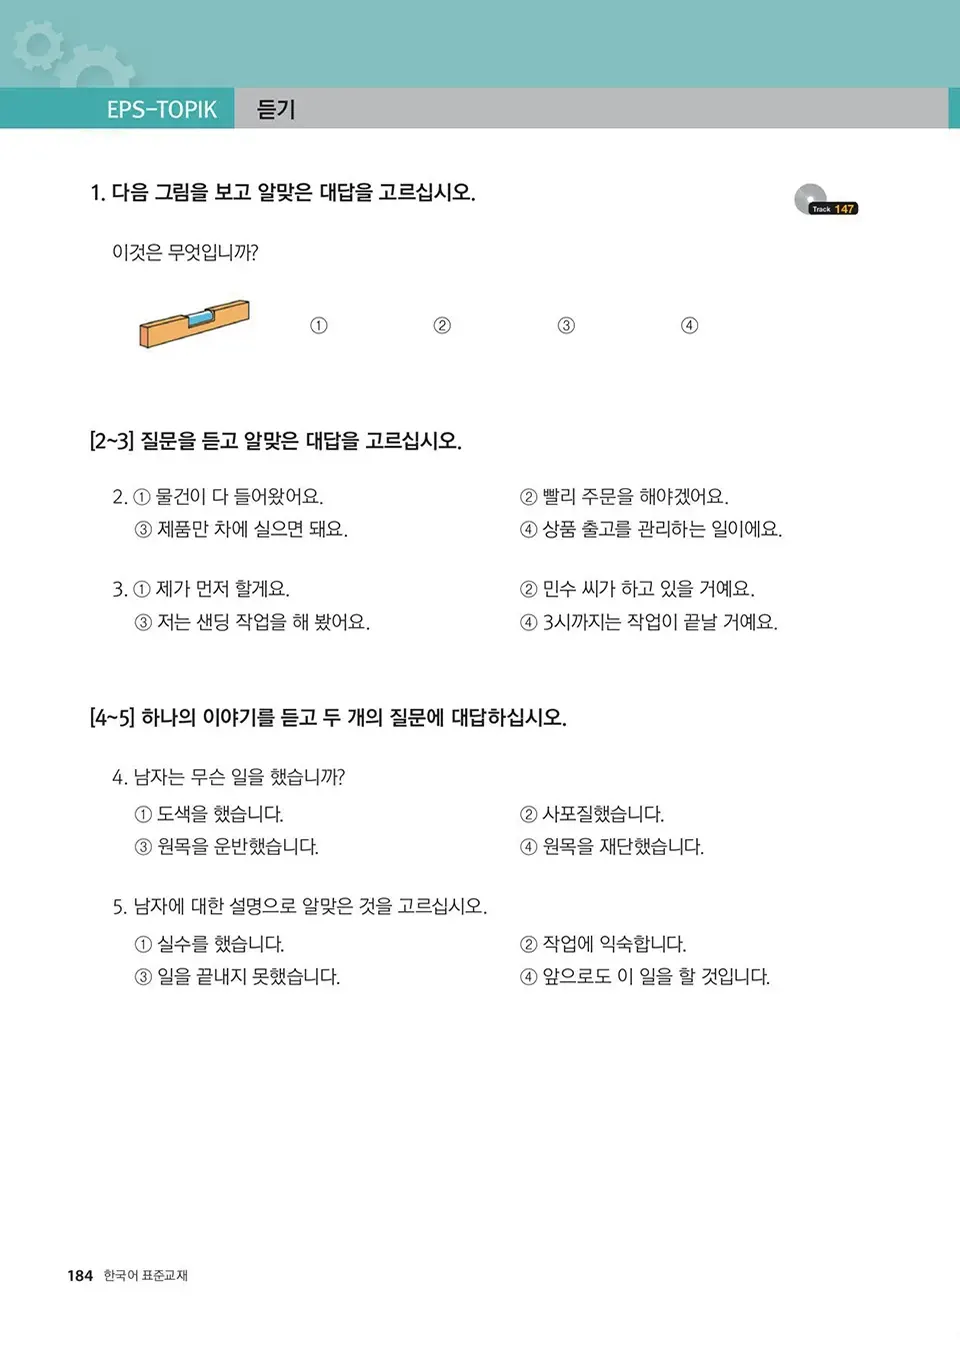 EPS-TOPIK 듣기
1. 다음 그림을 보고 알맞은 대답을 고르십시오.
Track 147
이것은 무엇입니까?
① ② ③ ④
[2~3] 질문을 듣고 알맞은 대답을 고르십시오.
2. ① 물건이 다 들어왔어요. ② 빨리 주문을 해야겠어요.
③ 제품만 차에 실으면 돼요. ④ 상품 출고를 관리하는 일이에요.
3. ① 제가 먼저 할게요. ② 민수 씨가 하고 있을 거예요.
③ 저는 샌딩 작업을 해 봤어요. ④ 3시까지는 작업이 끝날 거예요.
[4~5] 하나의 이야기를 듣고 두 개의 질문에 대답하십시오.
4. 남자는 무슨 일을 했습니까?
① 도색을 했습니다. ② 사포질했습니다.
③ 원목을 운반했습니다. ④ 원목을 재단했습니다.
5. 남자에 대한 설명으로 알맞은 것을 고르십시오.
① 실수를 했습니다. ② 작업에 익숙합니다.
③ 일을 끝내지 못했습니다. ④ 앞으로도 이 일을 할 것입니다.
184 한국어 표준교재